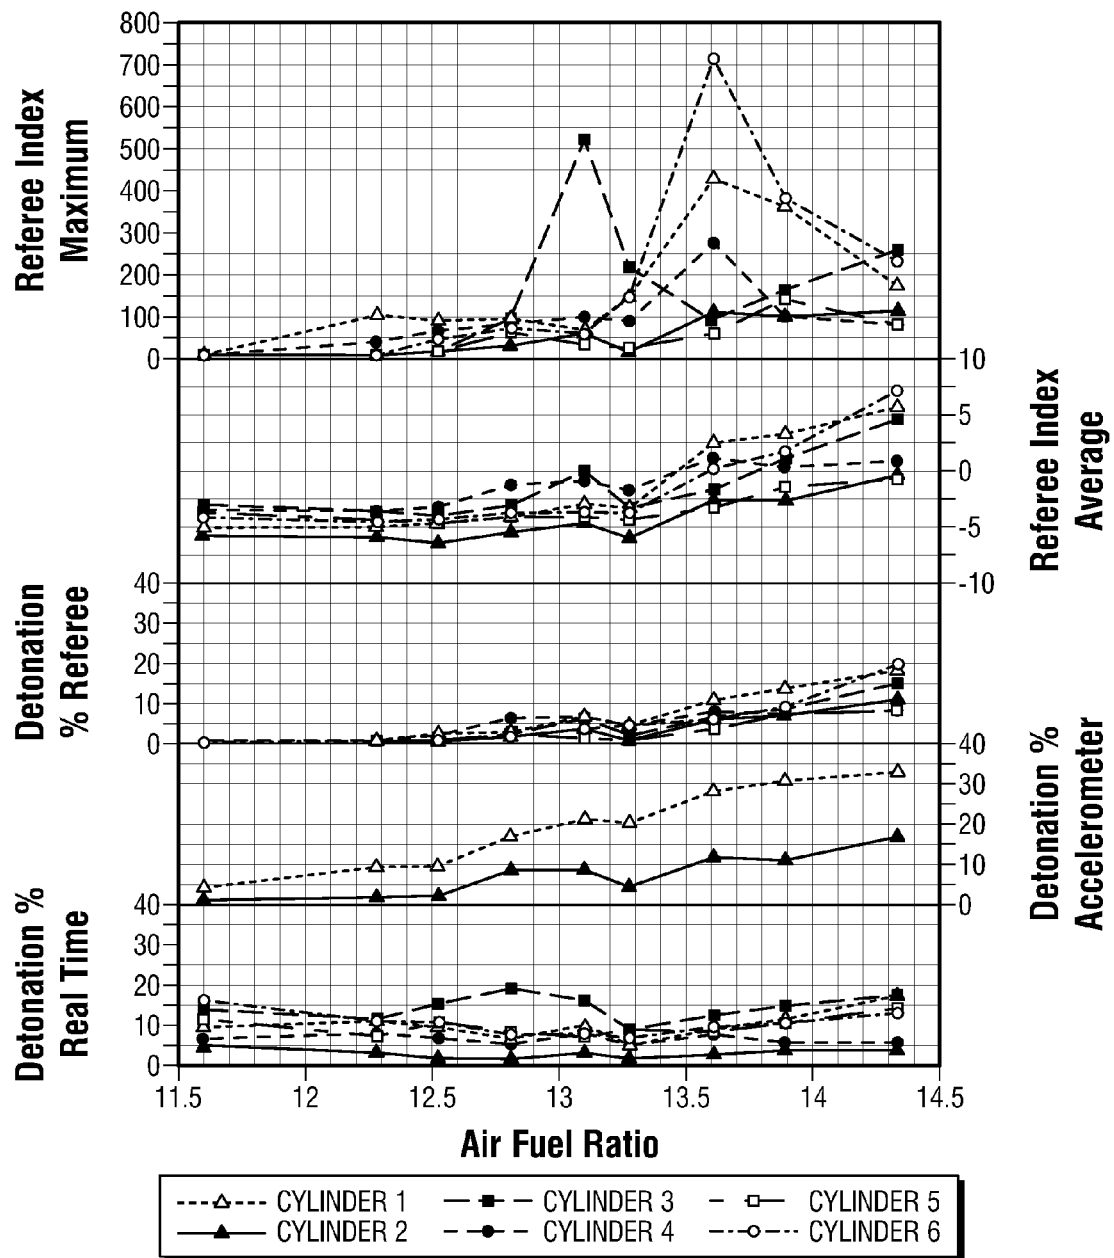 Referee Index
Maximum
800
700
600
500
400
300
200
100
0
10
5
0
-5
-10
Referee Index
Average
Detonation
% Referee
40
30
20
10
0
40
30
20
10
0
Detonation %
Accelerometer
Detonation %
Real Time
40
30
20
10
0
11.5 12 12.5 13 13.5 14 14.5
Air Fuel Ratio
CYLINDER 1 CYLINDER 3 CYLINDER 5
CYLINDER 2 CYLINDER 4 CYLINDER 6